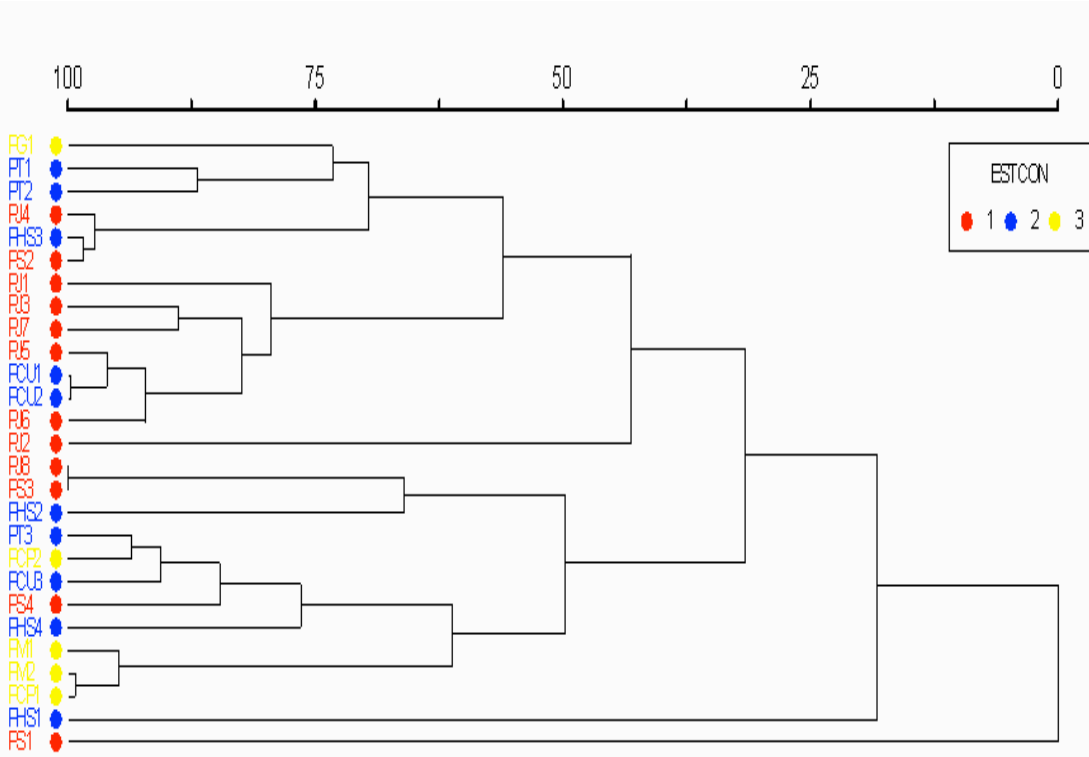 100 75 50 25 0
PG1
PT1
PT2
PJ4
PHS3
PS2
PJ1
PJ3
PJ7
PJ5
PCU1
PCU2
PJ6
PJ2
PJ8
PS3
PHS2
PT3
PCP2
PCU3
PS4
PHS4
PM1
PM2
PCP1
PHS1
PS1
ESTCON
1 2 3